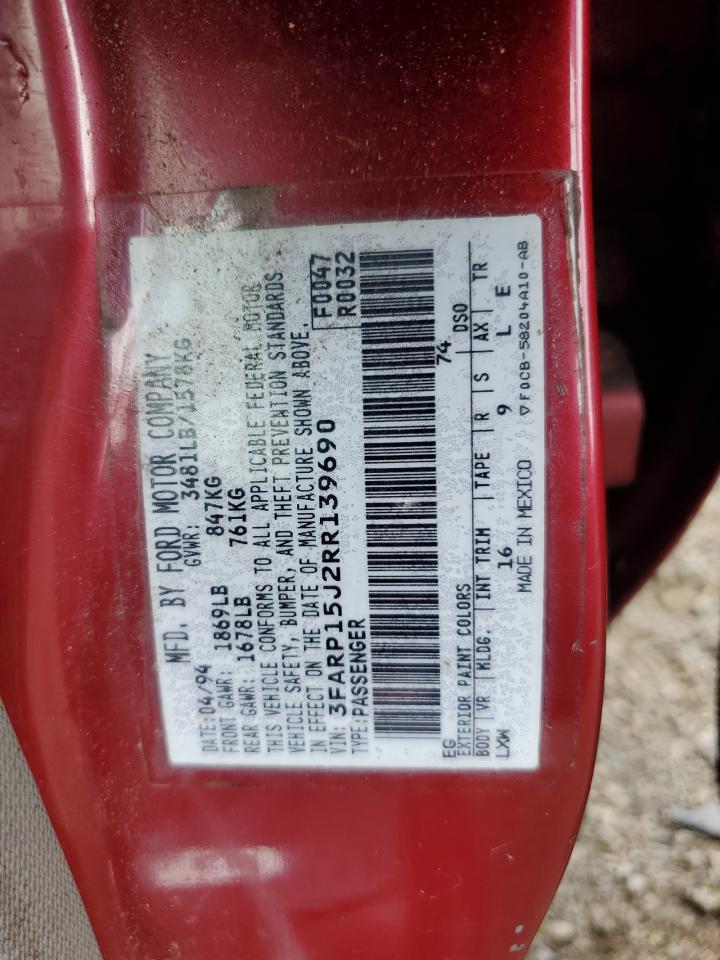 MFD. BY FORD MOTOR COMPANY
DATE: 04/94 GVWR: 3481LB/1578KG
FRONT GAWR: 1869LB 847KG
REAR GAWR: 1678LB 761KG
THIS VEHICLE CONFORMS TO ALL APPLICABLE FEDERAL MOTOR
VEHICLE SAFETY, BUMPER, AND THEFT PREVENTION STANDARDS
IN EFFECT ON THE DATE OF MANUFACTURE SHOWN ABOVE.
VIN: 3FARP15J2RR139690 F0047
TYPE: PASSENGER R0032
EG 74
EXTERIOR PAINT COLORS DSO
BODY VR MLDG. INT TRIM TAPE R S AX TR
LXW 16 9 L E
MADE IN MEXICO ▽ F0CB-58204A10-AB